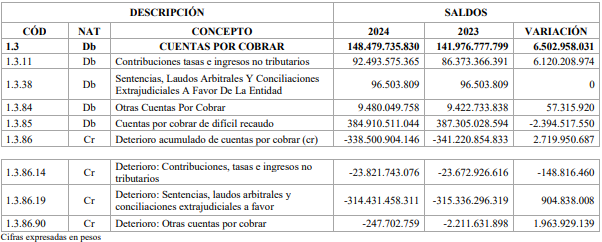 DESCRIPCIÓN SALDOS
CÓD NAT CONCEPTO 2024 2023 VARIACIÓN
1.3 Db CUENTAS POR COBRAR 148.479.735.830 141.976.777.799 6.502.958.031
1.3.11 Db Contribuciones tasas e ingresos no tributarios 92.493.575.365 86.373.366.391 6.120.208.974
1.3.38 Db Sentencias, Laudos Arbitrales Y Conciliaciones
Extrajudiciales A Favor De La Entidad 96.503.809 96.503.809 0
1.3.84 Db Otras Cuentas Por Cobrar 9.480.049.758 9.422.733.838 57.315.920
1.3.85 Db Cuentas por cobrar de difícil recaudo 384.910.511.044 387.305.028.594 -2.394.517.550
1.3.86 Cr Deterioro acumulado de cuentas por cobrar (cr) -338.500.904.146 -341.220.854.833 2.719.950.687
1.3.86.14 Cr Deterioro: Contribuciones, tasas e ingresos no
tributarios -23.821.743.076 -23.672.926.616 -148.816.460
1.3.86.19 Cr Deterioro: Sentencias, laudos arbitrales y
conciliaciones extrajudiciales a favor -314.431.458.311 -315.336.296.319 904.838.008
1.3.86.90 Cr Deterioro: Otras cuentas por cobrar -247.702.759 -2.211.631.898 1.963.929.139
Cifras expresadas en pesos